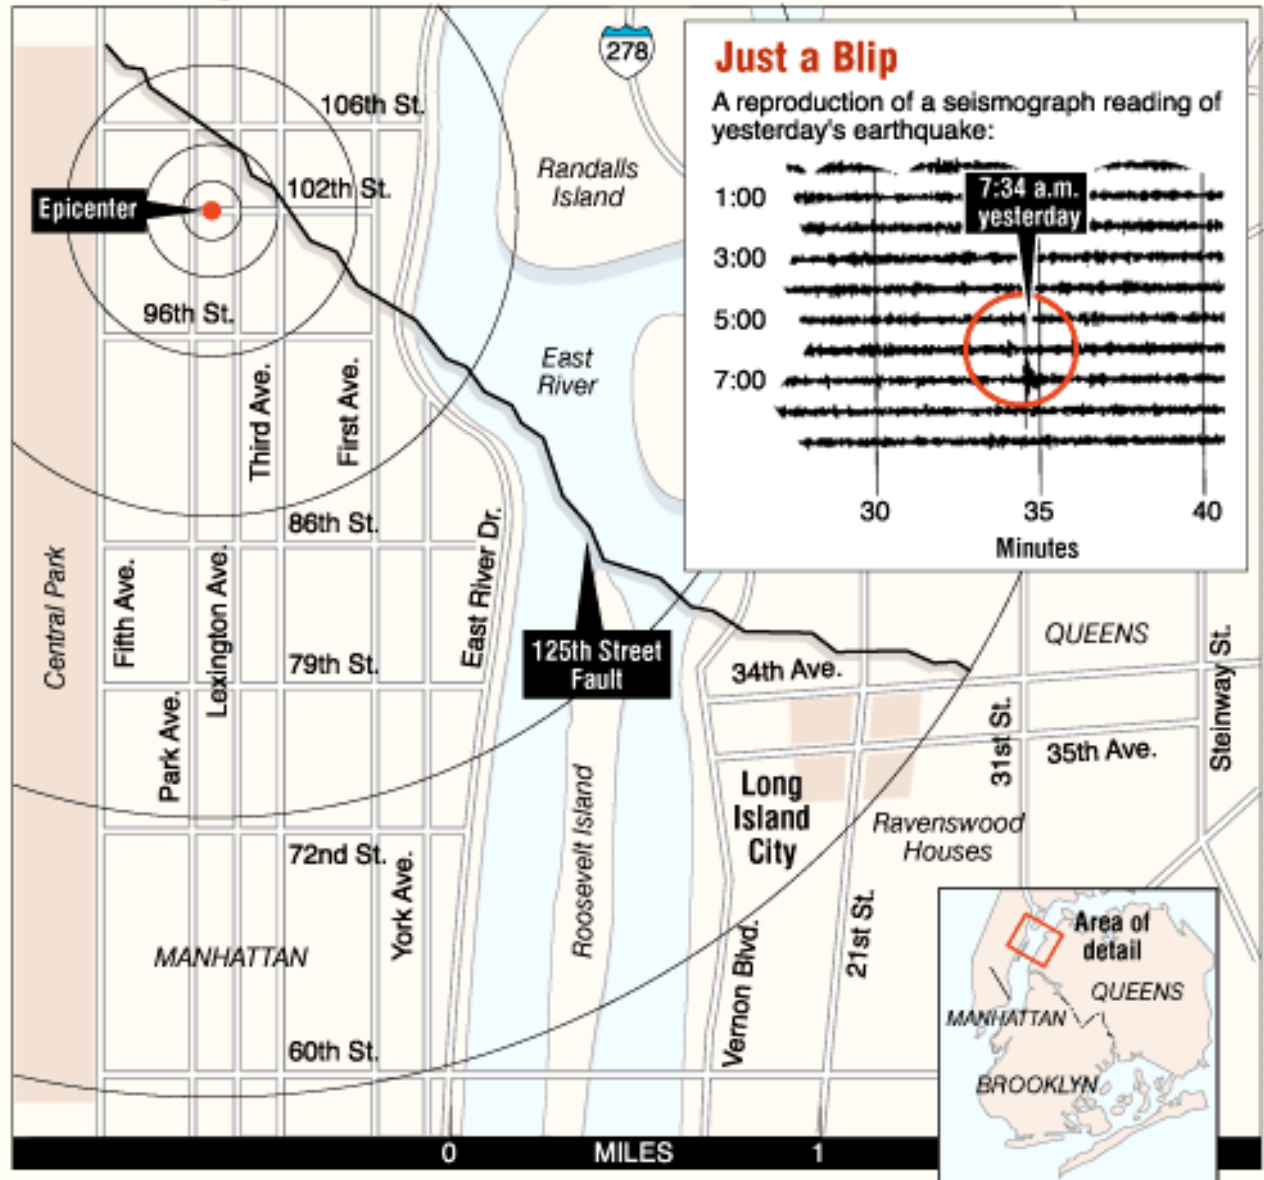 106th St.
102th St.
Epicenter
96th St.
Third Ave.
First Ave.
86th St.
Central Park
Fifth Ave.
Lexington Ave.
Park Ave.
79th St.
East River Dr.
72nd St.
York Ave.
MANHATTAN
60th St.
278
Randalls
Island
East
River
125th Street
Fault
Roosevelt Island
34th Ave.
QUEENS
Steinway St.
31st St.
35th Ave.
Long
Island
City
Ravenswood
Houses
Vernon Blvd.
21st St.
0 MILES 1
Just a Blip
A reproduction of a seismograph reading of
yesterday's earthquake:
7:34 a.m.
yesterday
1:00
3:00
5:00
7:00
30 35 40
Minutes
Area of
detail
QUEENS
MANHATTAN
BROOKLYN